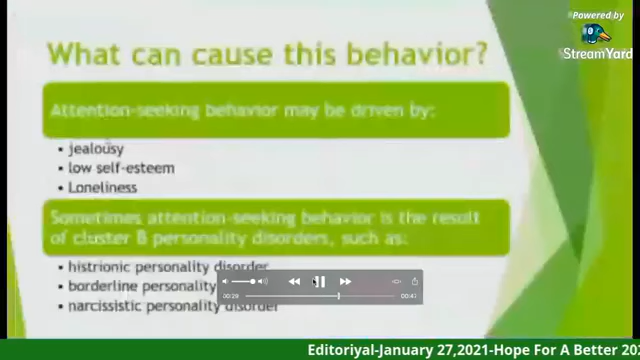 Powered by
StreamYard
What can cause this behavior?
Attention-seeking behavior may be driven by:
• jealousy
• low self-esteem
• Loneliness
Sometimes attention-seeking behavior is the result
of cluster B personality disorders, such as:
• histrionic personality disorder
• borderline personality
• narcissistic personality disorder
00:29
00:41
Editoriyal-January 27,2021-Hope For A Better 202